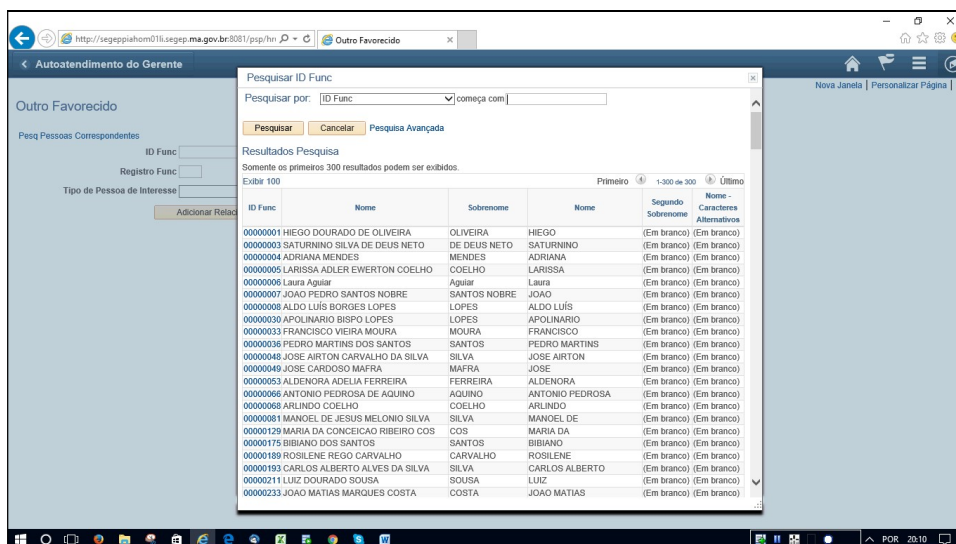 http://segeppiahom01li.segep.ma.gov.br:8081/psp/hn
Outro Favorecido
Autoatendimento do Gerente
Nova Janela | Personalizar Página |
Outro Favorecido
Pesq Pessoas Correspondentes
ID Func
Registro Func
Tipo de Pessoa de Interesse
Adicionar Relaci
Pesquisar ID Func
Pesquisar por: ID Func começa com
Pesquisar Cancelar Pesquisa Avançada
Resultados Pesquisa
Somente os primeiros 300 resultados podem ser exibidos.
Exibir 100 Primeiro 1-300 de 300 Último
ID Func Nome Sobrenome Nome Segundo Sobrenome Nome - Caracteres Alternativos
00000001 HIEGO DOURADO DE OLIVEIRA OLIVEIRA HIEGO (Em branco) (Em branco)
00000003 SATURNINO SILVA DE DEUS NETO DE DEUS NETO SATURNINO (Em branco) (Em branco)
00000004 ADRIANA MENDES MENDES ADRIANA (Em branco) (Em branco)
00000005 LARISSA ADLER EWERTON COELHO COELHO LARISSA (Em branco) (Em branco)
00000006 Laura Aguiar Aguiar Laura (Em branco) (Em branco)
00000007 JOAO PEDRO SANTOS NOBRE SANTOS NOBRE JOAO (Em branco) (Em branco)
00000008 ALDO LUÍS BORGES LOPES LOPES ALDO LUÍS (Em branco) (Em branco)
00000030 APOLINARIO BISPO LOPES LOPES APOLINARIO (Em branco) (Em branco)
00000033 FRANCISCO VIEIRA MOURA MOURA FRANCISCO (Em branco) (Em branco)
00000036 PEDRO MARTINS DOS SANTOS SANTOS PEDRO MARTINS (Em branco) (Em branco)
00000048 JOSE AIRTON CARVALHO DA SILVA SILVA JOSE AIRTON (Em branco) (Em branco)
00000049 JOSE CARDOSO MAFRA MAFRA JOSE (Em branco) (Em branco)
00000053 ALDENORA ADELIA FERREIRA FERREIRA ALDENORA (Em branco) (Em branco)
00000066 ANTONIO PEDROSA DE AQUINO AQUINO ANTONIO PEDROSA (Em branco) (Em branco)
00000068 ARLINDO COELHO COELHO ARLINDO (Em branco) (Em branco)
00000081 MANOEL DE JESUS MELONIO SILVA SILVA MANOEL DE (Em branco) (Em branco)
00000129 MARIA DA CONCEICAO RIBEIRO COS COS MARIA DA (Em branco) (Em branco)
00000175 BIBIANO DOS SANTOS SANTOS BIBIANO (Em branco) (Em branco)
00000189 ROSILENE REGO CARVALHO CARVALHO ROSILENE (Em branco) (Em branco)
00000193 CARLOS ALBERTO ALVES DA SILVA SILVA CARLOS ALBERTO (Em branco) (Em branco)
00000211 LUIZ DOURADO SOUSA SOUSA LUIZ (Em branco) (Em branco)
00000233 JOAO MATIAS MARQUES COSTA COSTA JOAO MATIAS (Em branco) (Em branco)
POR 20:10